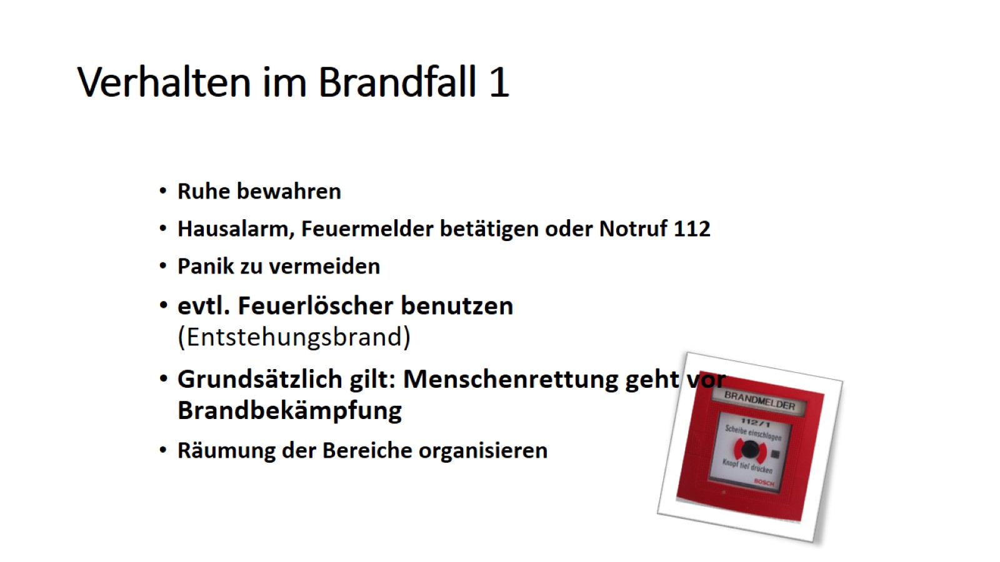 Verhalten im Brandfall 1
• Ruhe bewahren
• Hausalarm, Feuermelder betätigen oder Notruf 112
• Panik zu vermeiden
• evtl. Feuerlöscher benutzen
(Entstehungsbrand)
• Grundsätzlich gilt: Menschenrettung geht vor
Brandbekämpfung
• Räumung der Bereiche organisieren
BRANDMELDER
112/1
Scheibe einschlagen
Knopf tief drücken
BOSCH